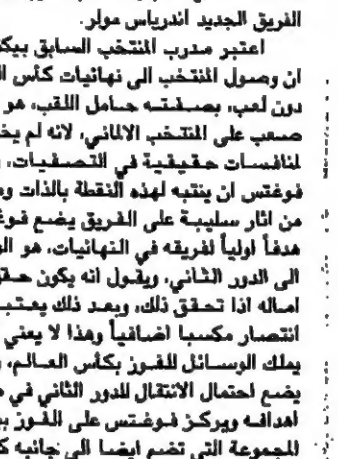 الفريق الجديد اندرياس مولر.
اعتبر مدرب المنتخب السابق بيك
ان وصول المنتخب الى نهائيات كأس ال
دون لعب، بصفته حامل اللقب، هو
صعب على المنتخب الالماني، لانه لم يخ
لمنافسات حقيقية في التصفيات،
فوغتس ان ينتبه لهذه النقطة بالذات وم
من اثار سلبية على الفريق يضع فوغ
هدفاً اولياً لفريقه في النهائيات، هو ال
الى الدور الثاني، ويقول انه يكون حقق
اماله اذا تحقق ذلك، وبعد ذلك يعتب
انتصار مكسبا اضافياً وهذا لا يعني
يملك الوسائل للفوز بكأس العالم،
يضع احتمال الانتقال للدور الثاني في م
اهدافه ويركز فوغتس على الفوز بم
المجموعة التي تضم ايضا الى جانبه ك